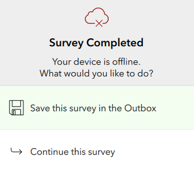 Survey Completed
Your device is offline.
What would you like to do?
Save this survey in the Outbox
Continue this survey